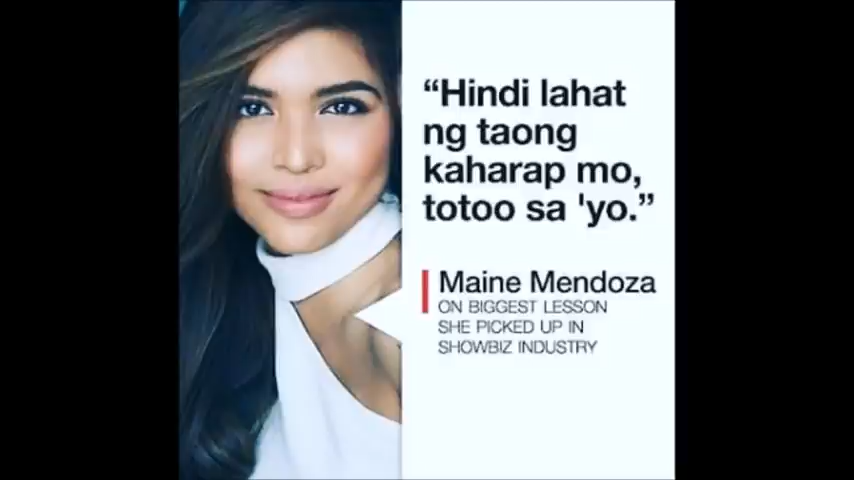 “Hindi lahat
ng taong
kaharap mo,
totoo sa 'yo.”
Maine Mendoza
ON BIGGEST LESSON
SHE PICKED UP IN
SHOWBIZ INDUSTRY